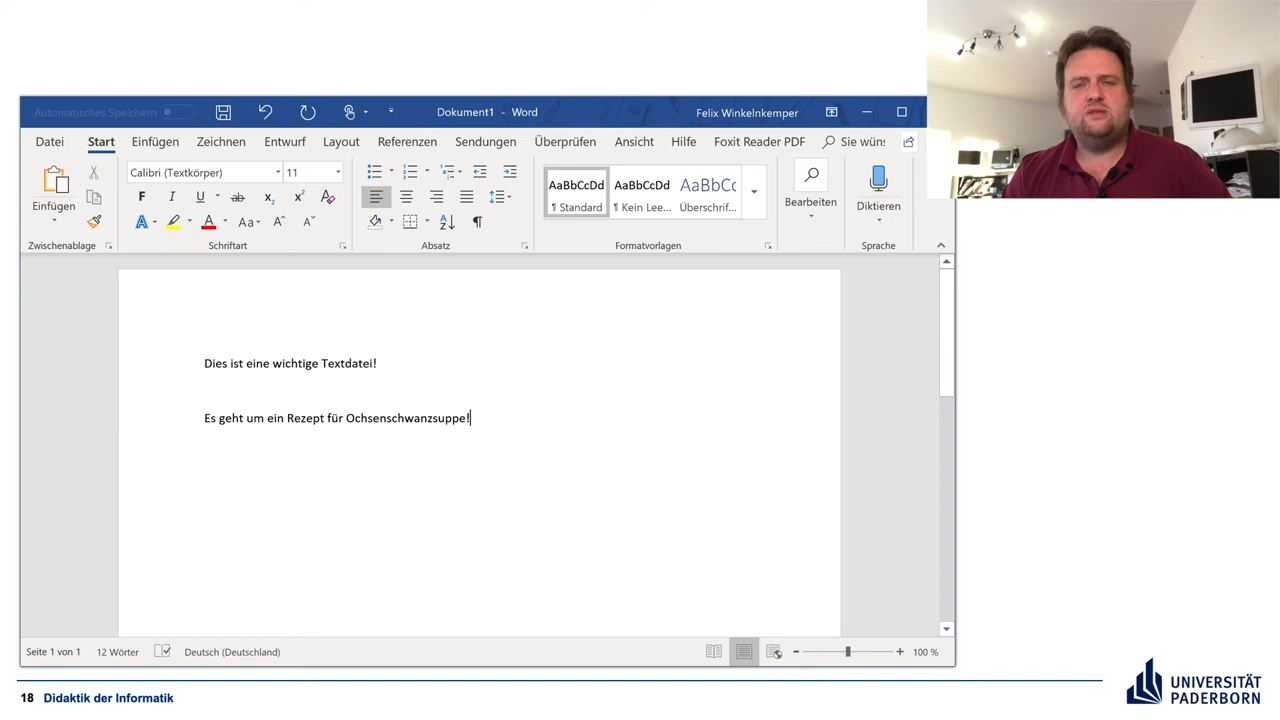 Automatisches Speichern
Dokument1 - Word
Felix Winkelnkemper
Datei Start Einfügen Zeichnen Entwurf Layout Referenzen Sendungen Überprüfen Ansicht Hilfe Foxit Reader PDF Sie wüns
Calibri (Textkörper) 11
AaBbCcDd AaBbCcDd AaBbCc
¶ Standard ¶ Kein Lee... Überschrif...
Einfügen
F K U ab x₂ x²
A A Aa A A
Bearbeiten
Diktieren
Zwischenablage Schriftart Absatz Formatvorlagen Sprache
Dies ist eine wichtige Textdatei!
Es geht um ein Rezept für Ochsenschwanzsuppe!
Seite 1 von 1 12 Wörter Deutsch (Deutschland) 100 %
18 Didaktik der Informatik
UNIVERSITÄT
PADERBORN